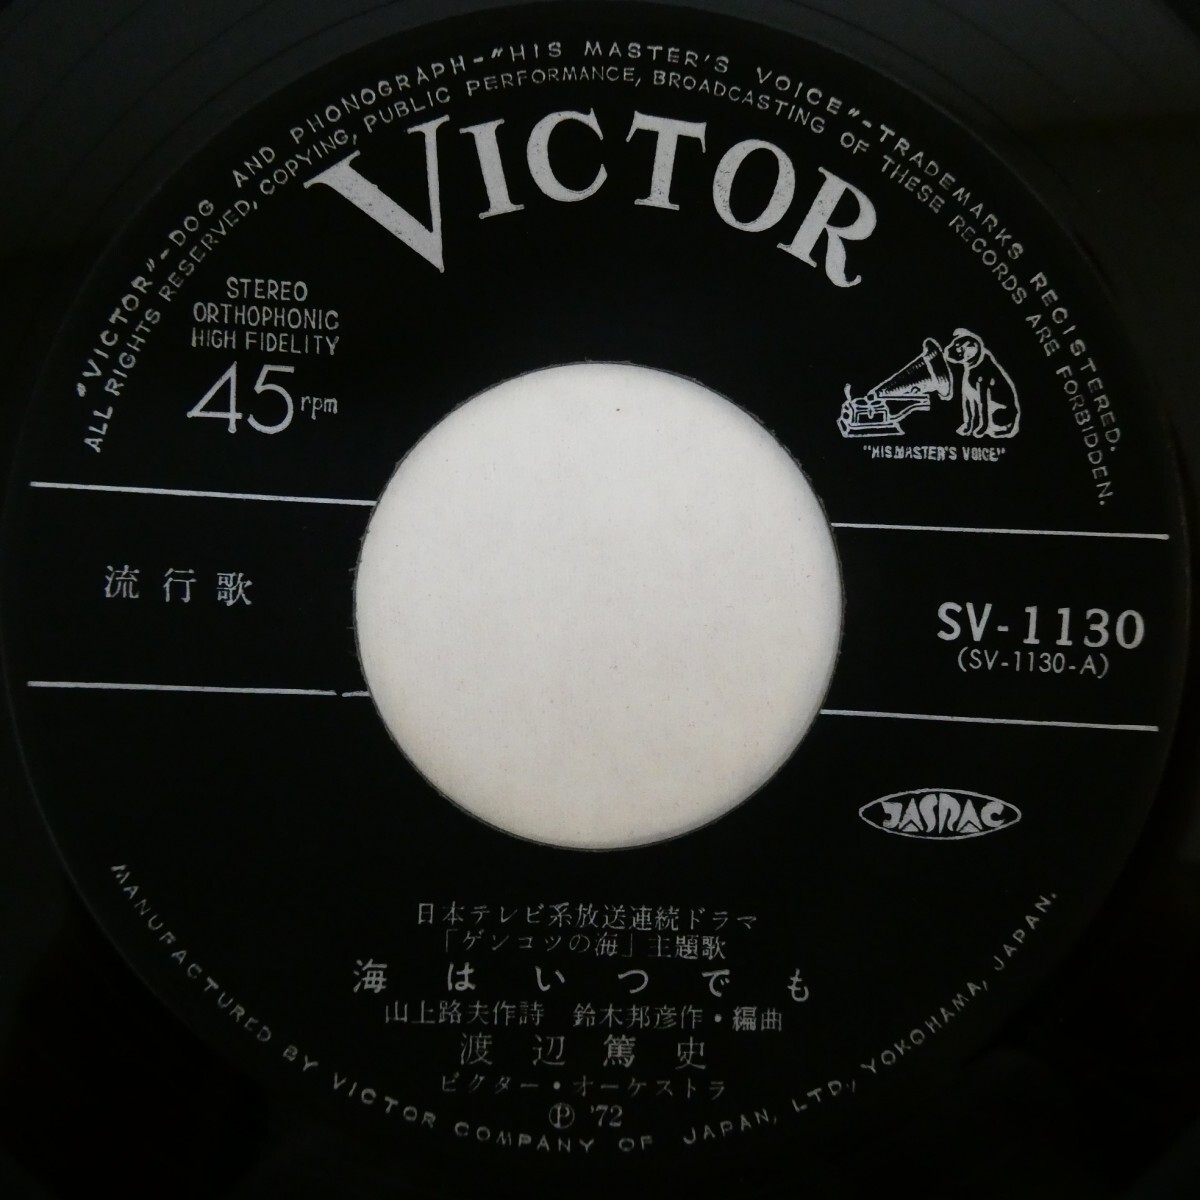 "VICTOR"-DOG AND PHONOGRAPH-"HIS MASTER'S VOICE"-TRADEMARKS REGISTERED.
ALL RIGHTS RESERVED, COPYING, PUBLIC PERFORMANCE, BROADCASTING OF THESE RECORDS ARE FORBIDDEN.
VICTOR
STEREO
ORTHOPHONIC
HIGH FIDELITY
45rpm
"HIS MASTER'S VOICE"
流行歌
SV-1130
(SV-1130-A)
JASRAC
日本テレビ系放送連続ドラマ
「ゲンコツの海」主題歌
海はいつでも
山上路夫作詩 鈴木邦彦作・編曲
渡辺篤史
ビクター・オーケストラ
Ⓟ '72
MANUFACTURED BY VICTOR COMPANY OF JAPAN, LTD., YOKOHAMA, JAPAN.